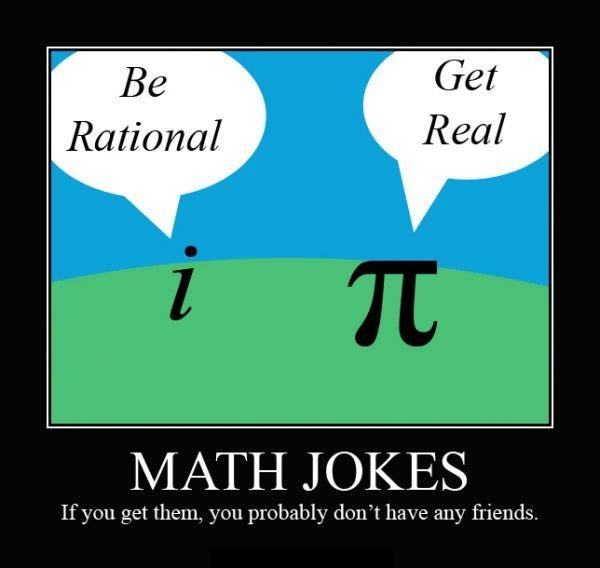 Be
Rational
Get
Real
i
π
MATH JOKES
If you get them, you probably don’t have any friends.